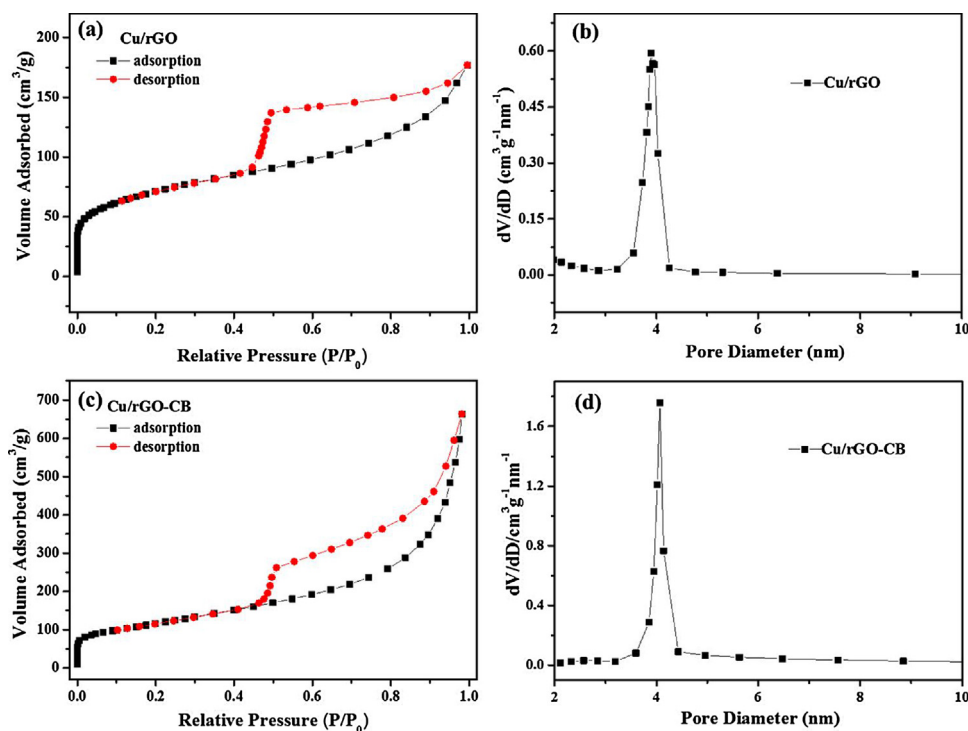 (a)
Cu/rGO
adsorption
desorption
200
150
100
50
0
Volume Adsorbed (cm³/g)
0.0 0.2 0.4 0.6 0.8 1.0
Relative Pressure (P/P₀)
(b)
Cu/rGO
0.60
0.45
0.30
0.15
0.00
dV/dD (cm³g⁻¹nm⁻¹)
2 4 6 8 10
Pore Diameter (nm)
(c)
Cu/rGO-CB
adsorption
desorption
700
600
500
400
300
200
100
0
Volume Adsorbed (cm³/g)
0.0 0.2 0.4 0.6 0.8 1.0
Relative Pressure (P/P₀)
(d)
Cu/rGO-CB
1.8
1.2
0.6
0.0
dV/dD/cm³g⁻¹nm⁻¹
2 4 6 8 10
Pore Diameter (nm)